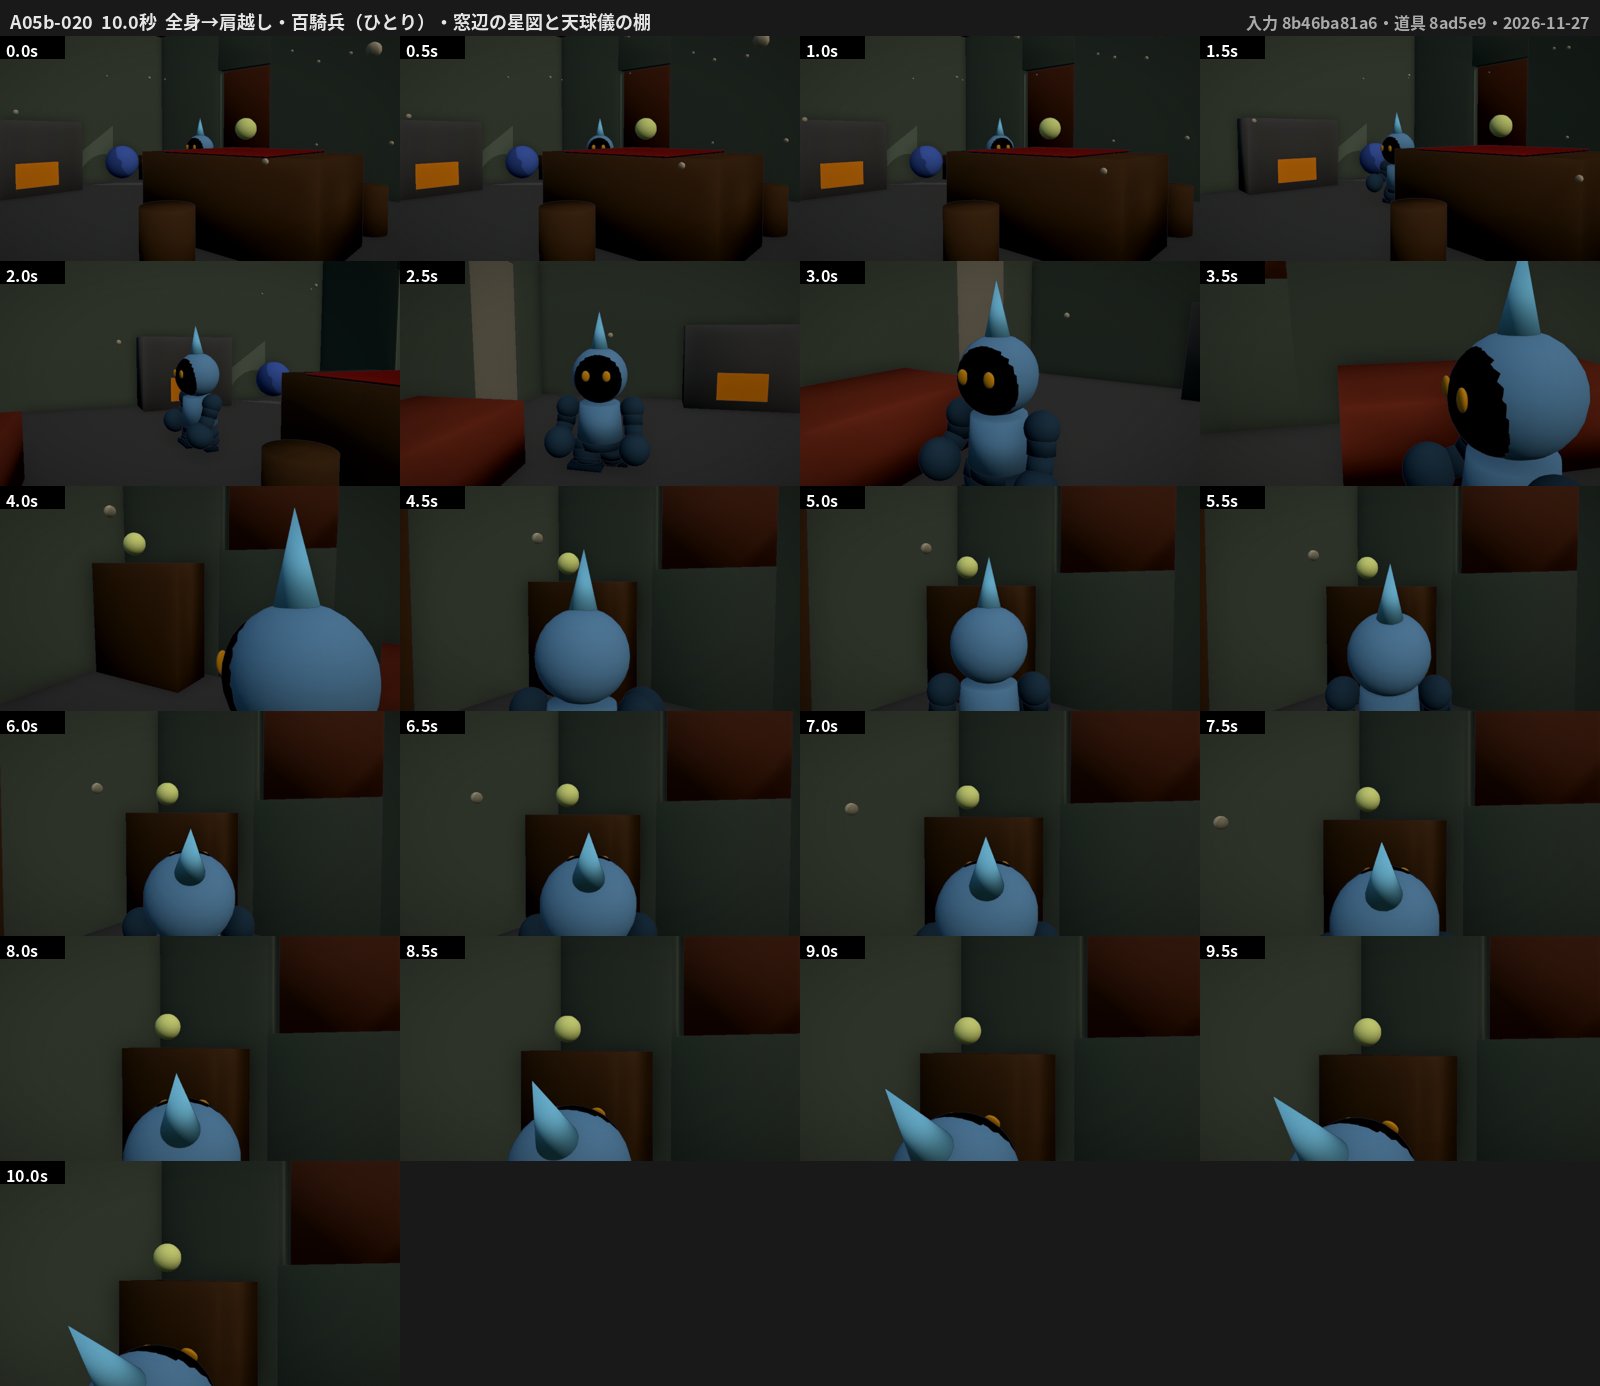 A05b-020 10.0秒 全身→肩越し・百騎兵（ひとり）・窓辺の星図と天球儀の棚
入力 8b46ba81a6・道具 8ad5e9・2026-11-27
0.0s
0.5s
1.0s
1.5s
2.0s
2.5s
3.0s
3.5s
4.0s
4.5s
5.0s
5.5s
6.0s
6.5s
7.0s
7.5s
8.0s
8.5s
9.0s
9.5s
10.0s